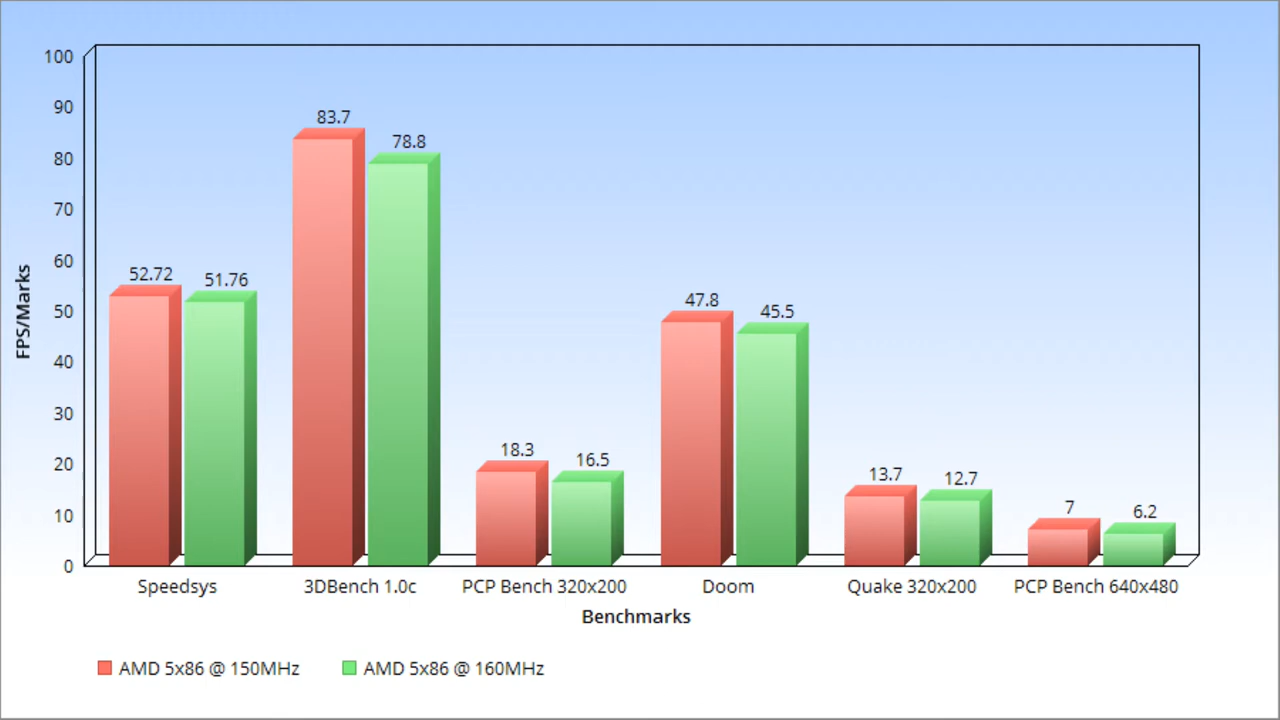 100
90
80
70
60
50
40
30
20
10
0
FPS/Marks
52.72
51.76
83.7
78.8
18.3
16.5
47.8
45.5
13.7
12.7
7
6.2
Speedsys
3DBench 1.0c
PCP Bench 320x200
Doom
Quake 320x200
PCP Bench 640x480
Benchmarks
AMD 5x86 @ 150MHz
AMD 5x86 @ 160MHz